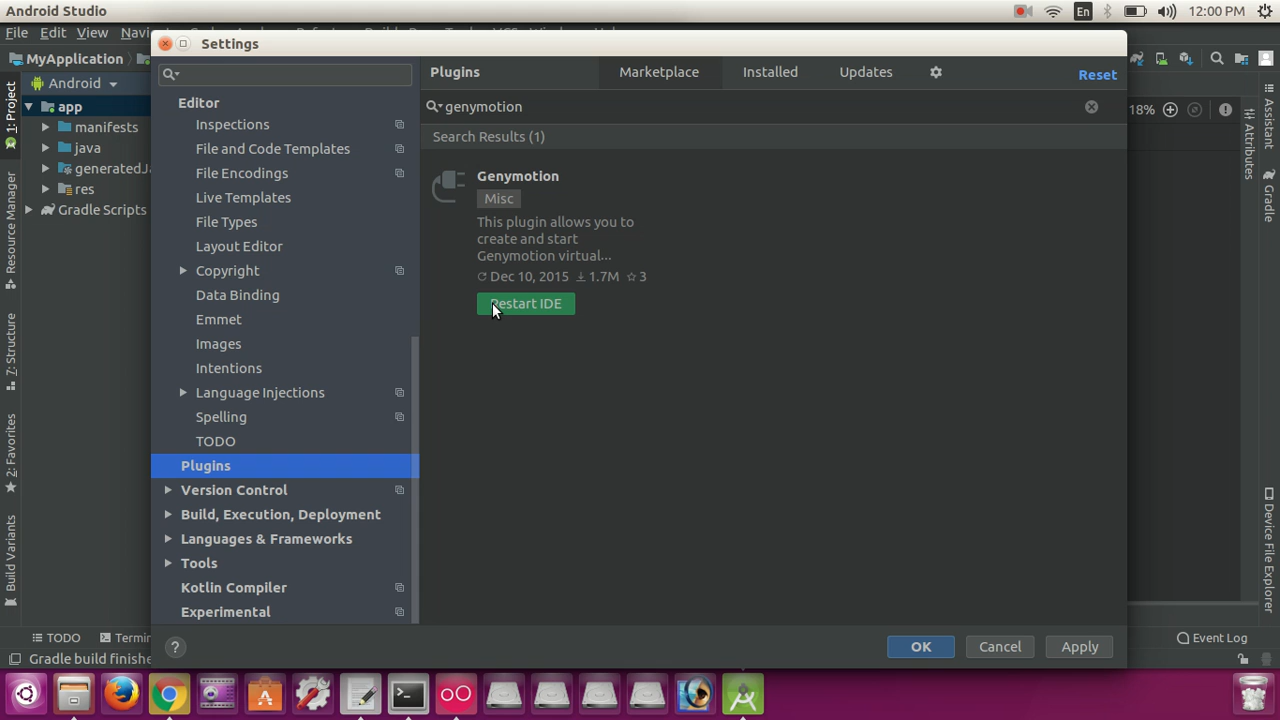 Android Studio
En
12:00 PM
File Edit View
Settings
MyApplication
Android
app
manifests
java
res
Gradle Scripts
1: Project
Resource Manager
7: Structure
2: Favorites
Build Variants
Editor
Inspections
File and Code Templates
File Encodings
Live Templates
File Types
Layout Editor
Copyright
Data Binding
Emmet
Images
Intentions
Language Injections
Spelling
TODO
Plugins
Version Control
Build, Execution, Deployment
Languages & Frameworks
Tools
Kotlin Compiler
Experimental
Plugins
Marketplace
Installed
Updates
Reset
genymotion
Search Results (1)
Genymotion
Misc
This plugin allows you to
create and start
Genymotion virtual...
Dec 10, 2015 1.7M 3
Restart IDE
OK
Cancel
Apply
?
18%
Attributes
Assistant
Gradle
Device File Explorer
TODO
Event Log